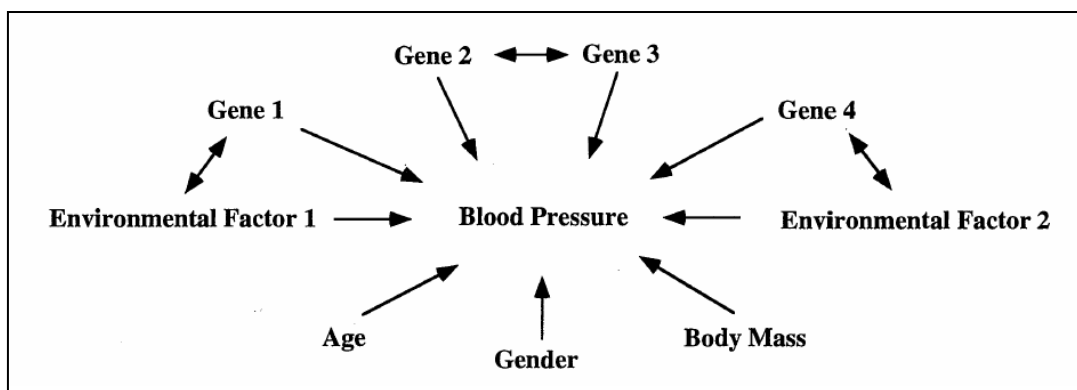 Gene 2
Gene 3
Gene 1
Gene 4
Environmental Factor 1
Blood Pressure
Environmental Factor 2
Age
Gender
Body Mass